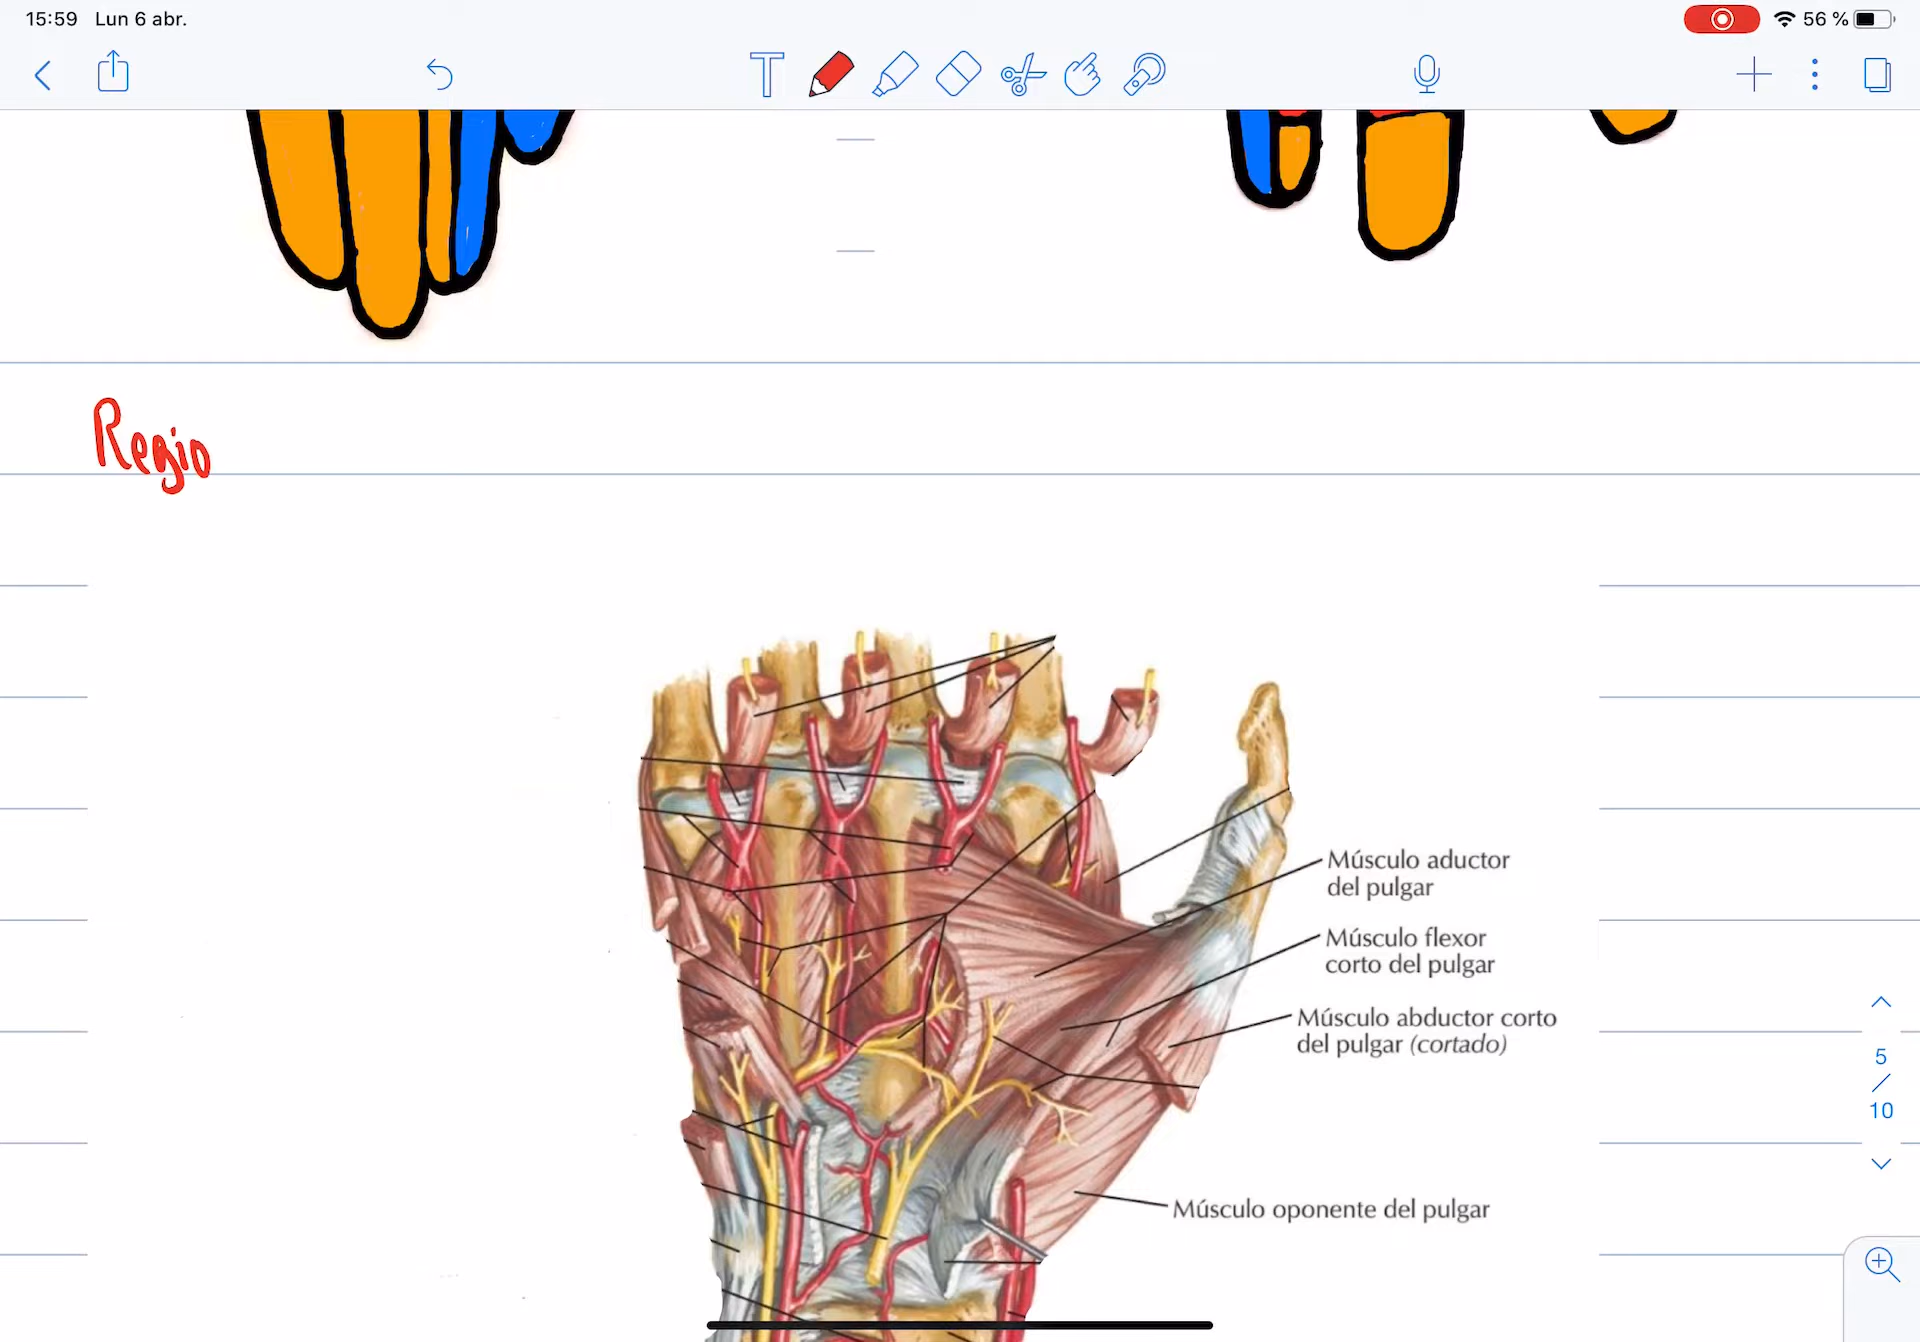 15:59 Lun 6 abr.
56 %
T
Regio
Músculo aductor
del pulgar
Músculo flexor
corto del pulgar
Músculo abductor corto
del pulgar (cortado)
Músculo oponente del pulgar
5
/
10